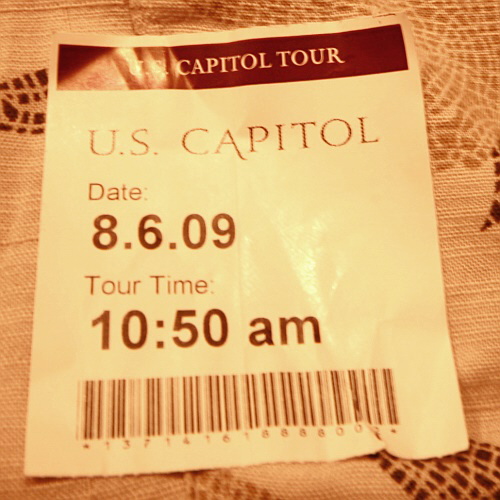 U.S. CAPITOL TOUR
U.S. CAPITOL
Date:
8.6.09
Tour Time:
10:50 am